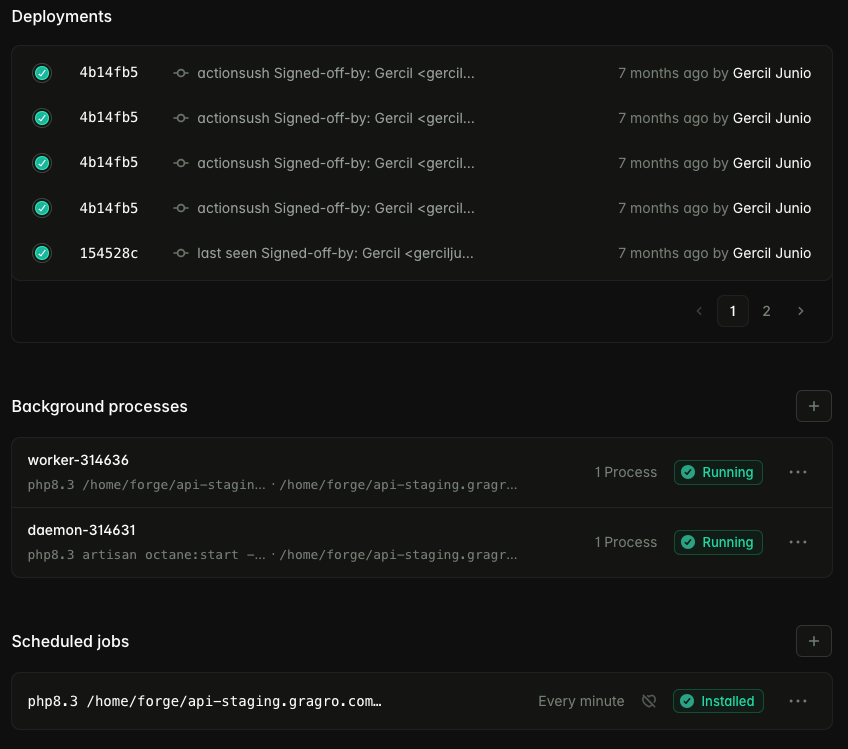 Deployments
4b14fb5 actionsush Signed-off-by: Gercil <gercil... 7 months ago by Gercil Junio
4b14fb5 actionsush Signed-off-by: Gercil <gercil... 7 months ago by Gercil Junio
4b14fb5 actionsush Signed-off-by: Gercil <gercil... 7 months ago by Gercil Junio
4b14fb5 actionsush Signed-off-by: Gercil <gercil... 7 months ago by Gercil Junio
154528c last seen Signed-off-by: Gercil <gercilju... 7 months ago by Gercil Junio
1 2
Background processes
worker-314636
php8.3 /home/forge/api-stagin... · /home/forge/api-staging.gragr... 1 Process Running
daemon-314631
php8.3 artisan octane:start -... · /home/forge/api-staging.gragr... 1 Process Running
Scheduled jobs
php8.3 /home/forge/api-staging.gragro.com… Every minute Installed